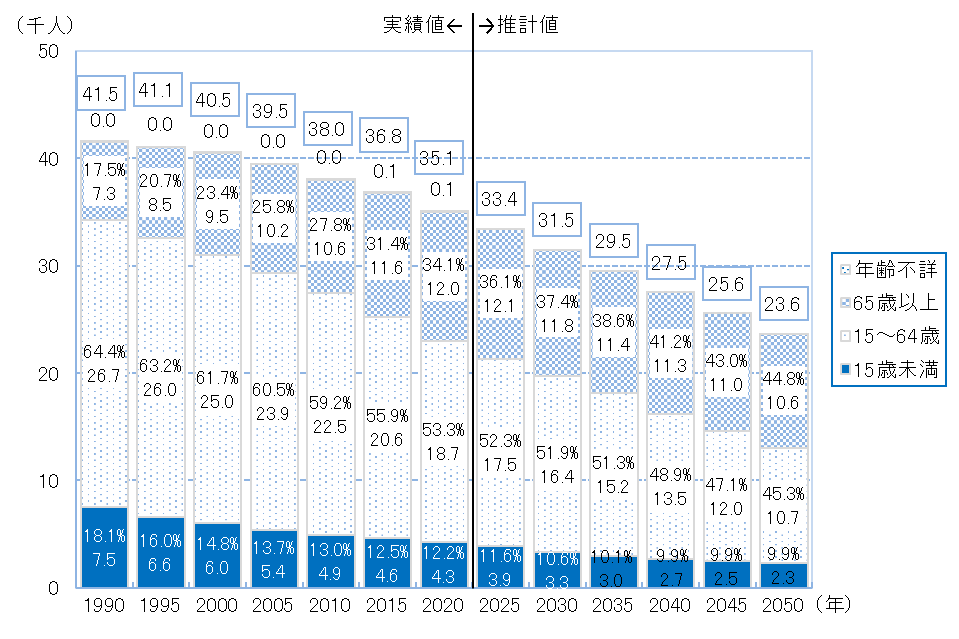 （千人）
実績値← →推計値
50
40
30
20
10
0
41.5 41.1 40.5 39.5 38.0 36.8 35.1 33.4 31.5 29.5 27.5 25.6 23.6
0.0 0.0 0.0 0.0 0.0 0.1 0.1
17.5% 20.7% 23.4% 25.8% 27.8% 31.4% 34.1% 36.1% 37.4% 38.6% 41.2% 43.0% 44.8%
7.3 8.5 9.5 10.2 10.6 11.6 12.0 12.1 11.8 11.4 11.3 11.0 10.6
64.4% 63.2% 61.7% 60.5% 59.2% 55.9% 53.3% 52.3% 51.9% 51.3% 48.9% 47.1% 45.3%
26.7 26.0 25.0 23.9 22.5 20.6 18.7 17.5 16.4 15.2 13.5 12.0 10.7
18.1% 16.0% 14.8% 13.7% 13.0% 12.5% 12.2% 11.6% 10.6% 10.1% 9.9% 9.9% 9.9%
7.5 6.6 6.0 5.4 4.9 4.6 4.3 3.9 3.3 3.0 2.7 2.5 2.3
1990 1995 2000 2005 2010 2015 2020 2025 2030 2035 2040 2045 2050 （年）
年齢不詳
65歳以上
15～64歳
15歳未満